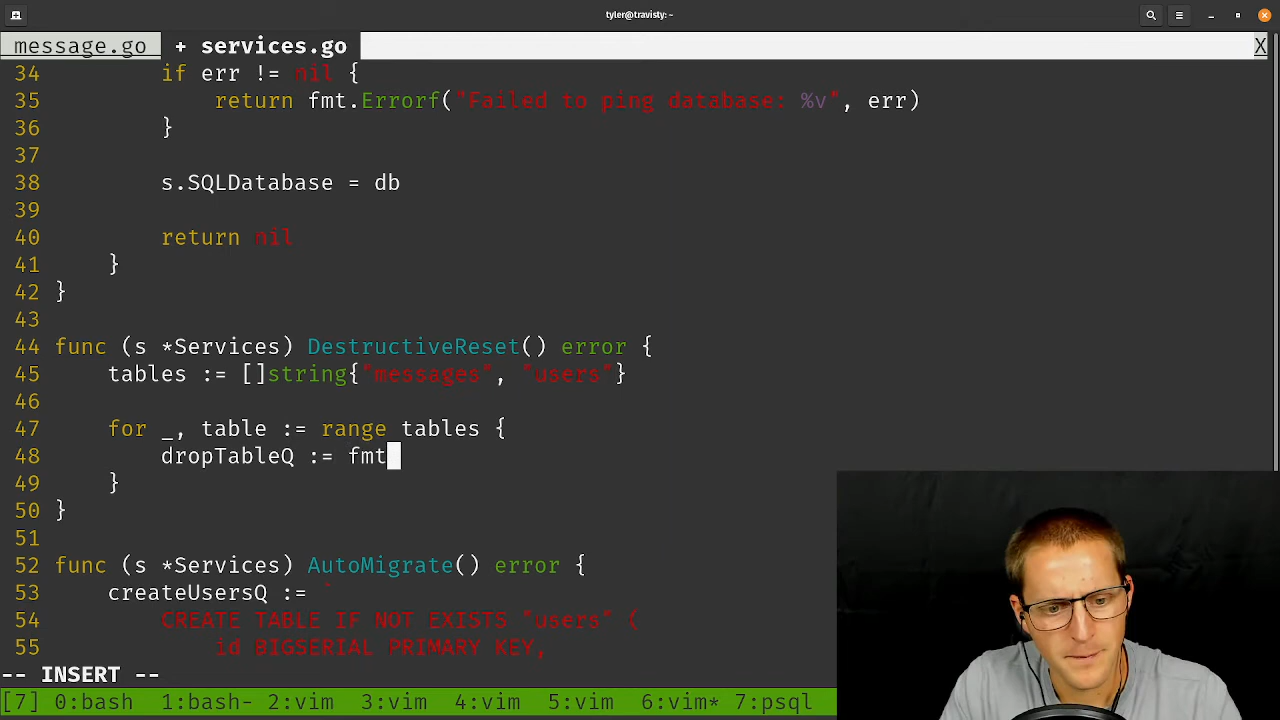 tyler@travisty: ~
message.go + services.go X
34 if err != nil {
35 return fmt.Errorf("Failed to ping database: %v", err)
36 }
37
38 s.SQLDatabase = db
39
40 return nil
41 }
42 }
43
44 func (s *Services) DestructiveReset() error {
45 tables := []string{"messages", "users"}
46
47 for _, table := range tables {
48 dropTableQ := fmt
49 }
50 }
51
52 func (s *Services) AutoMigrate() error {
53 createUsersQ := `
54 CREATE TABLE IF NOT EXISTS "users" (
55 id BIGSERIAL PRIMARY KEY,
-- INSERT --
[7] 0:bash 1:bash- 2:vim 3:vim 4:vim 5:vim 6:vim* 7:psql